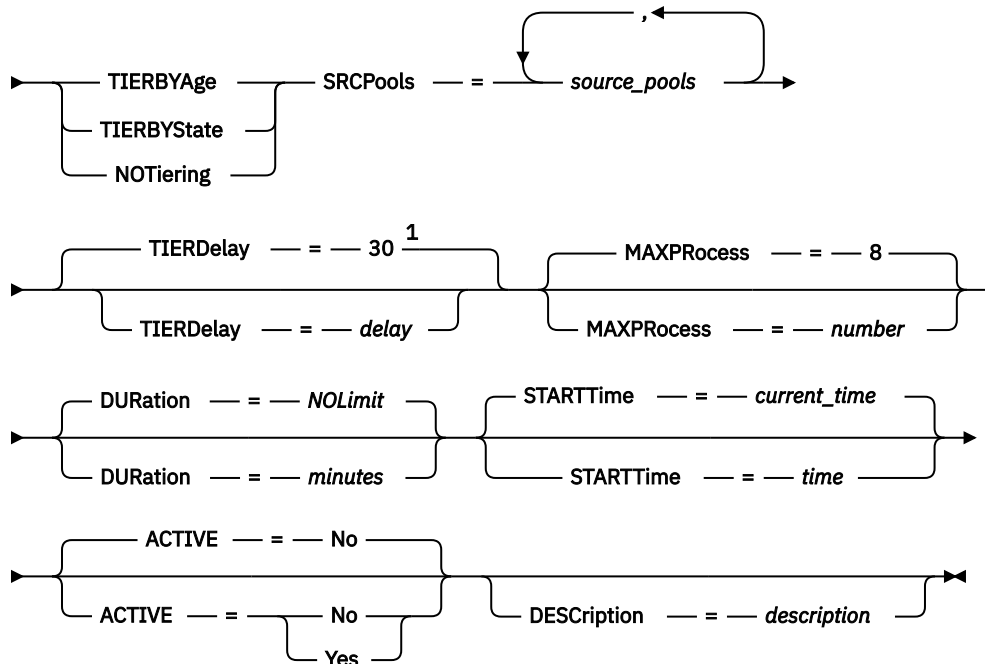 ,
TIERBYAge SRCPools = source_pools
TIERBYState
NOTiering
TIERDelay = 30 1 MAXPRocess = 8
TIERDelay = delay MAXPRocess = number
DURation = NOLimit STARTTime = current_time
DURation = minutes STARTTime = time
ACTIVE = No
ACTIVE = No DESCription = description
Yes